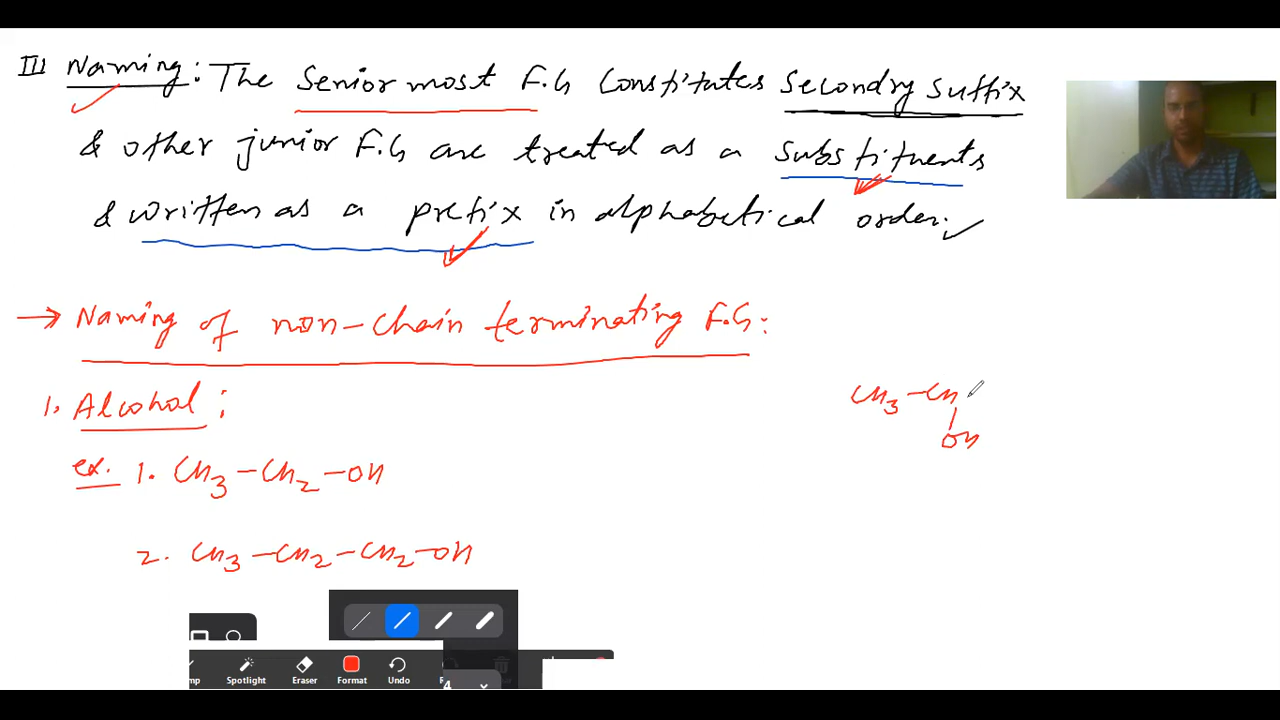 III Naming: The Senior most F.G Constitutes Secondry Suffix
& other junior F.G are treated as a Substituents
& written as a prefix in alphabetical order.
→ Naming of non-chain terminating F.G:
1. Alcohol:
CH3-CH
OH
ex. 1. CH3-CH2-OH
2. CH3-CH2-CH2-OH
Spotlight Eraser Format Undo
4